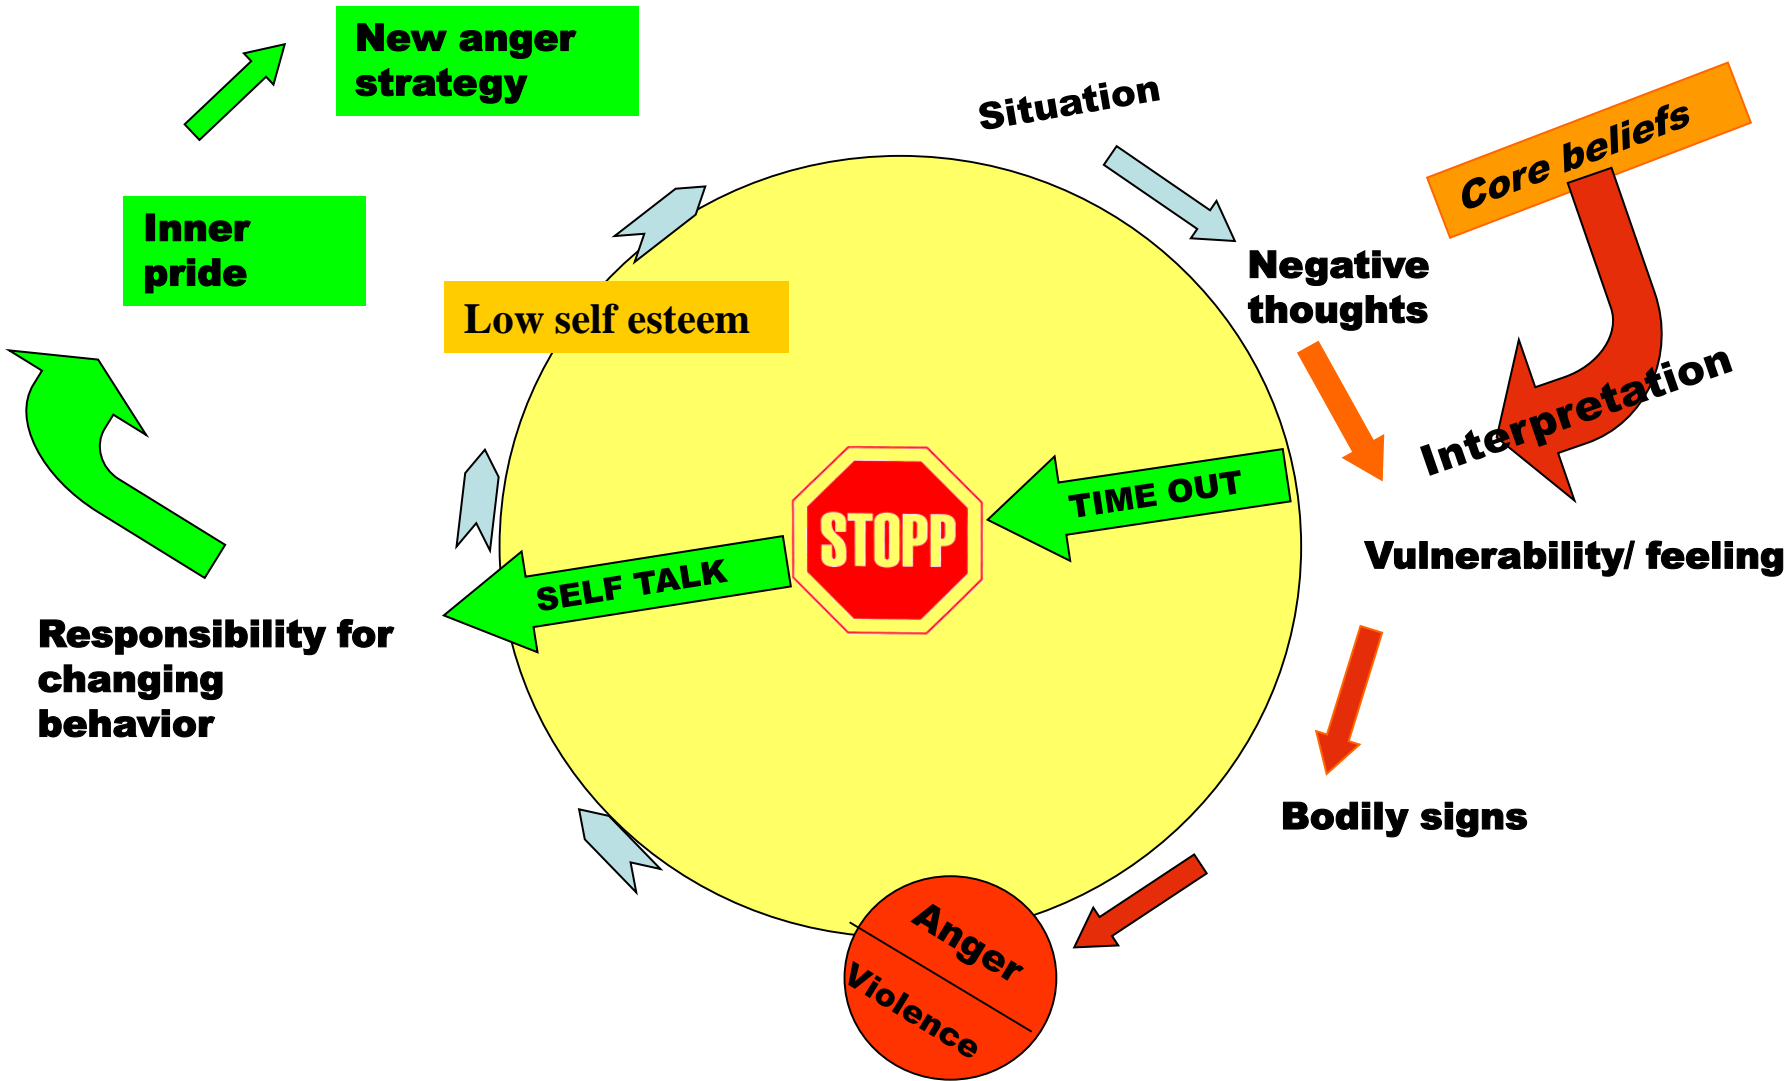 New anger
strategy
Situation
Core beliefs
Inner
pride
Negative
thoughts
Low self esteem
Interpretation
TIME OUT
STOPP
Vulnerability/ feeling
SELF TALK
Responsibility for
changing
behavior
Bodily signs
Anger
Violence